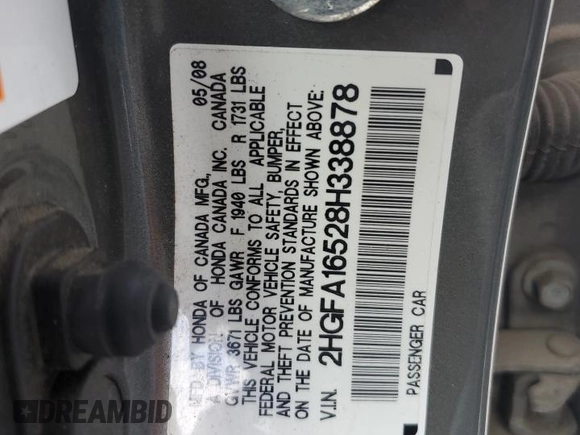 MFD. BY HONDA OF CANADA MFG., 05/08
A DIVISION OF HONDA CANADA INC. CANADA
GVWR 3671 LBS GAWR F 1940 LBS R 1731 LBS
THIS VEHICLE CONFORMS TO ALL APPLICABLE
FEDERAL MOTOR VEHICLE SAFETY, BUMPER,
AND THEFT PREVENTION STANDARDS IN EFFECT
ON THE DATE OF MANUFACTURE SHOWN ABOVE.
V.I.N. 2HGFA16528H338878
PASSENGER CAR
DREAMBID